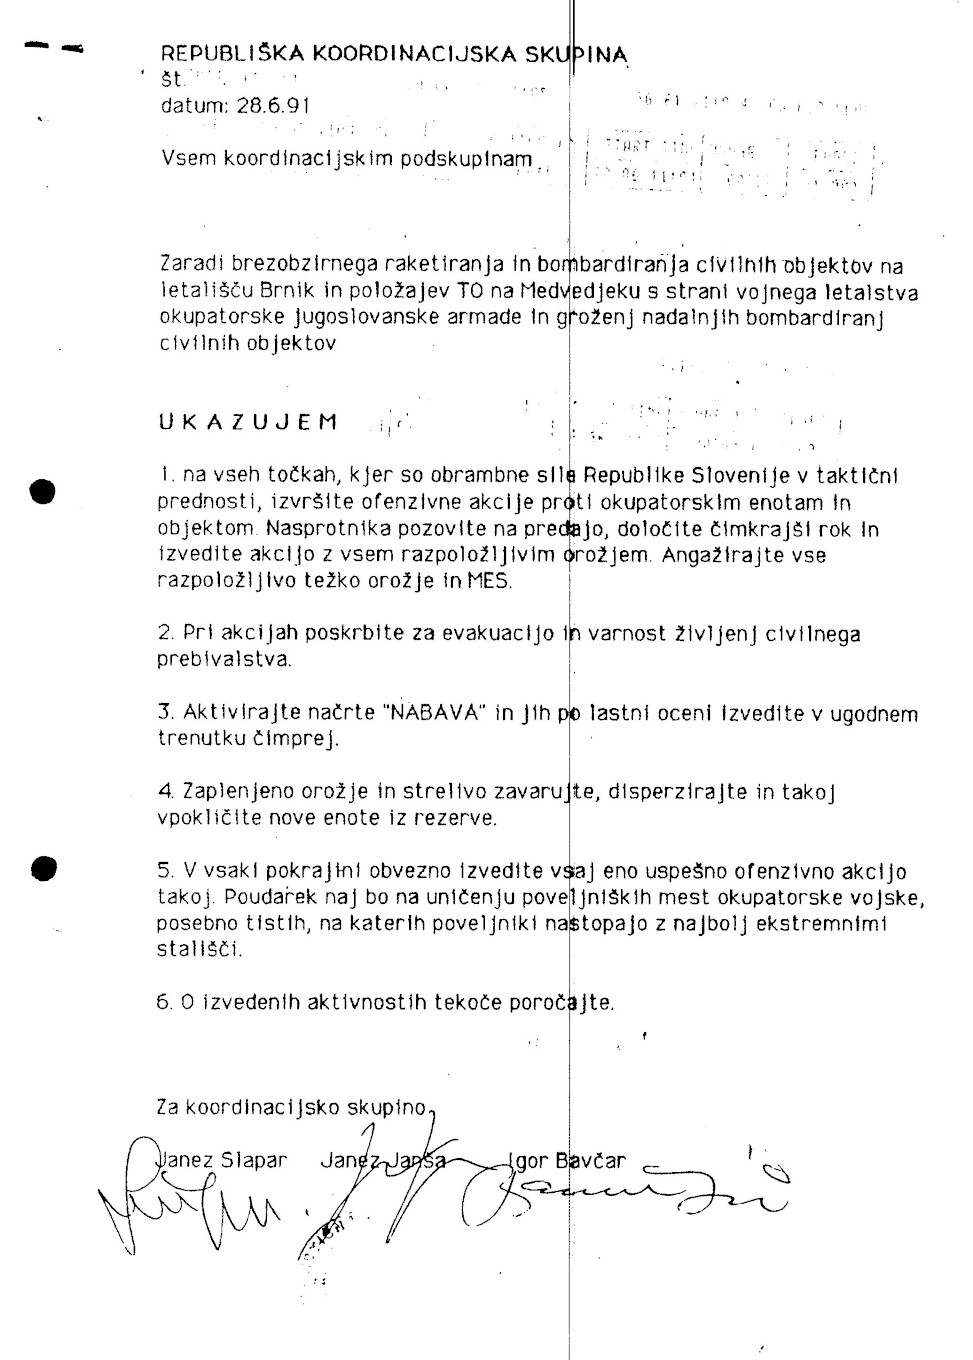 REPUBLIŠKA KOORDINACIJSKA SKUPINA
št.
datum: 28.6.91
Vsem koordinacijskim podskupinam
Zaradi brezobzirnega raketiranja in bombardiranja civilnih objektov na
letališču Brnik in položajev TO na Medvedjeku s strani vojnega letalstva
okupatorske jugoslovanske armade in groženj nadalnjih bombardiranj
civilnih objektov
U K A Z U J E M
1. na vseh točkah, kjer so obrambne sile Republike Slovenije v taktični
prednosti, izvršite ofenzivne akcije proti okupatorskim enotam in
objektom. Nasprotnika pozovite na predajo, določite čimkrajši rok in
izvedite akcijo z vsem razpoložljivim orožjem. Angažirajte vse
razpoložljivo težko orožje in MES.
2. Pri akcijah poskrbite za evakuacijo in varnost življenj civilnega
prebivalstva.
3. Aktivirajte načrte "NABAVA" in jih po lastni oceni izvedite v ugodnem
trenutku čimprej.
4. Zaplenjeno orožje in strelivo zavarujte, disperzirajte in takoj
vpokličite nove enote iz rezerve.
5. V vsaki pokrajini obvezno izvedite vsaj eno uspešno ofenzivno akcijo
takoj. Poudarek naj bo na uničenju poveljniških mest okupatorske vojske,
posebno tistih, na katerih poveljniki nastopajo z najbolj ekstremnimi
stališči.
6. O izvedenih aktivnostih tekoče poročajte.
Za koordinacijsko skupino,
Janez Slapar Janez Janša Igor Bavčar